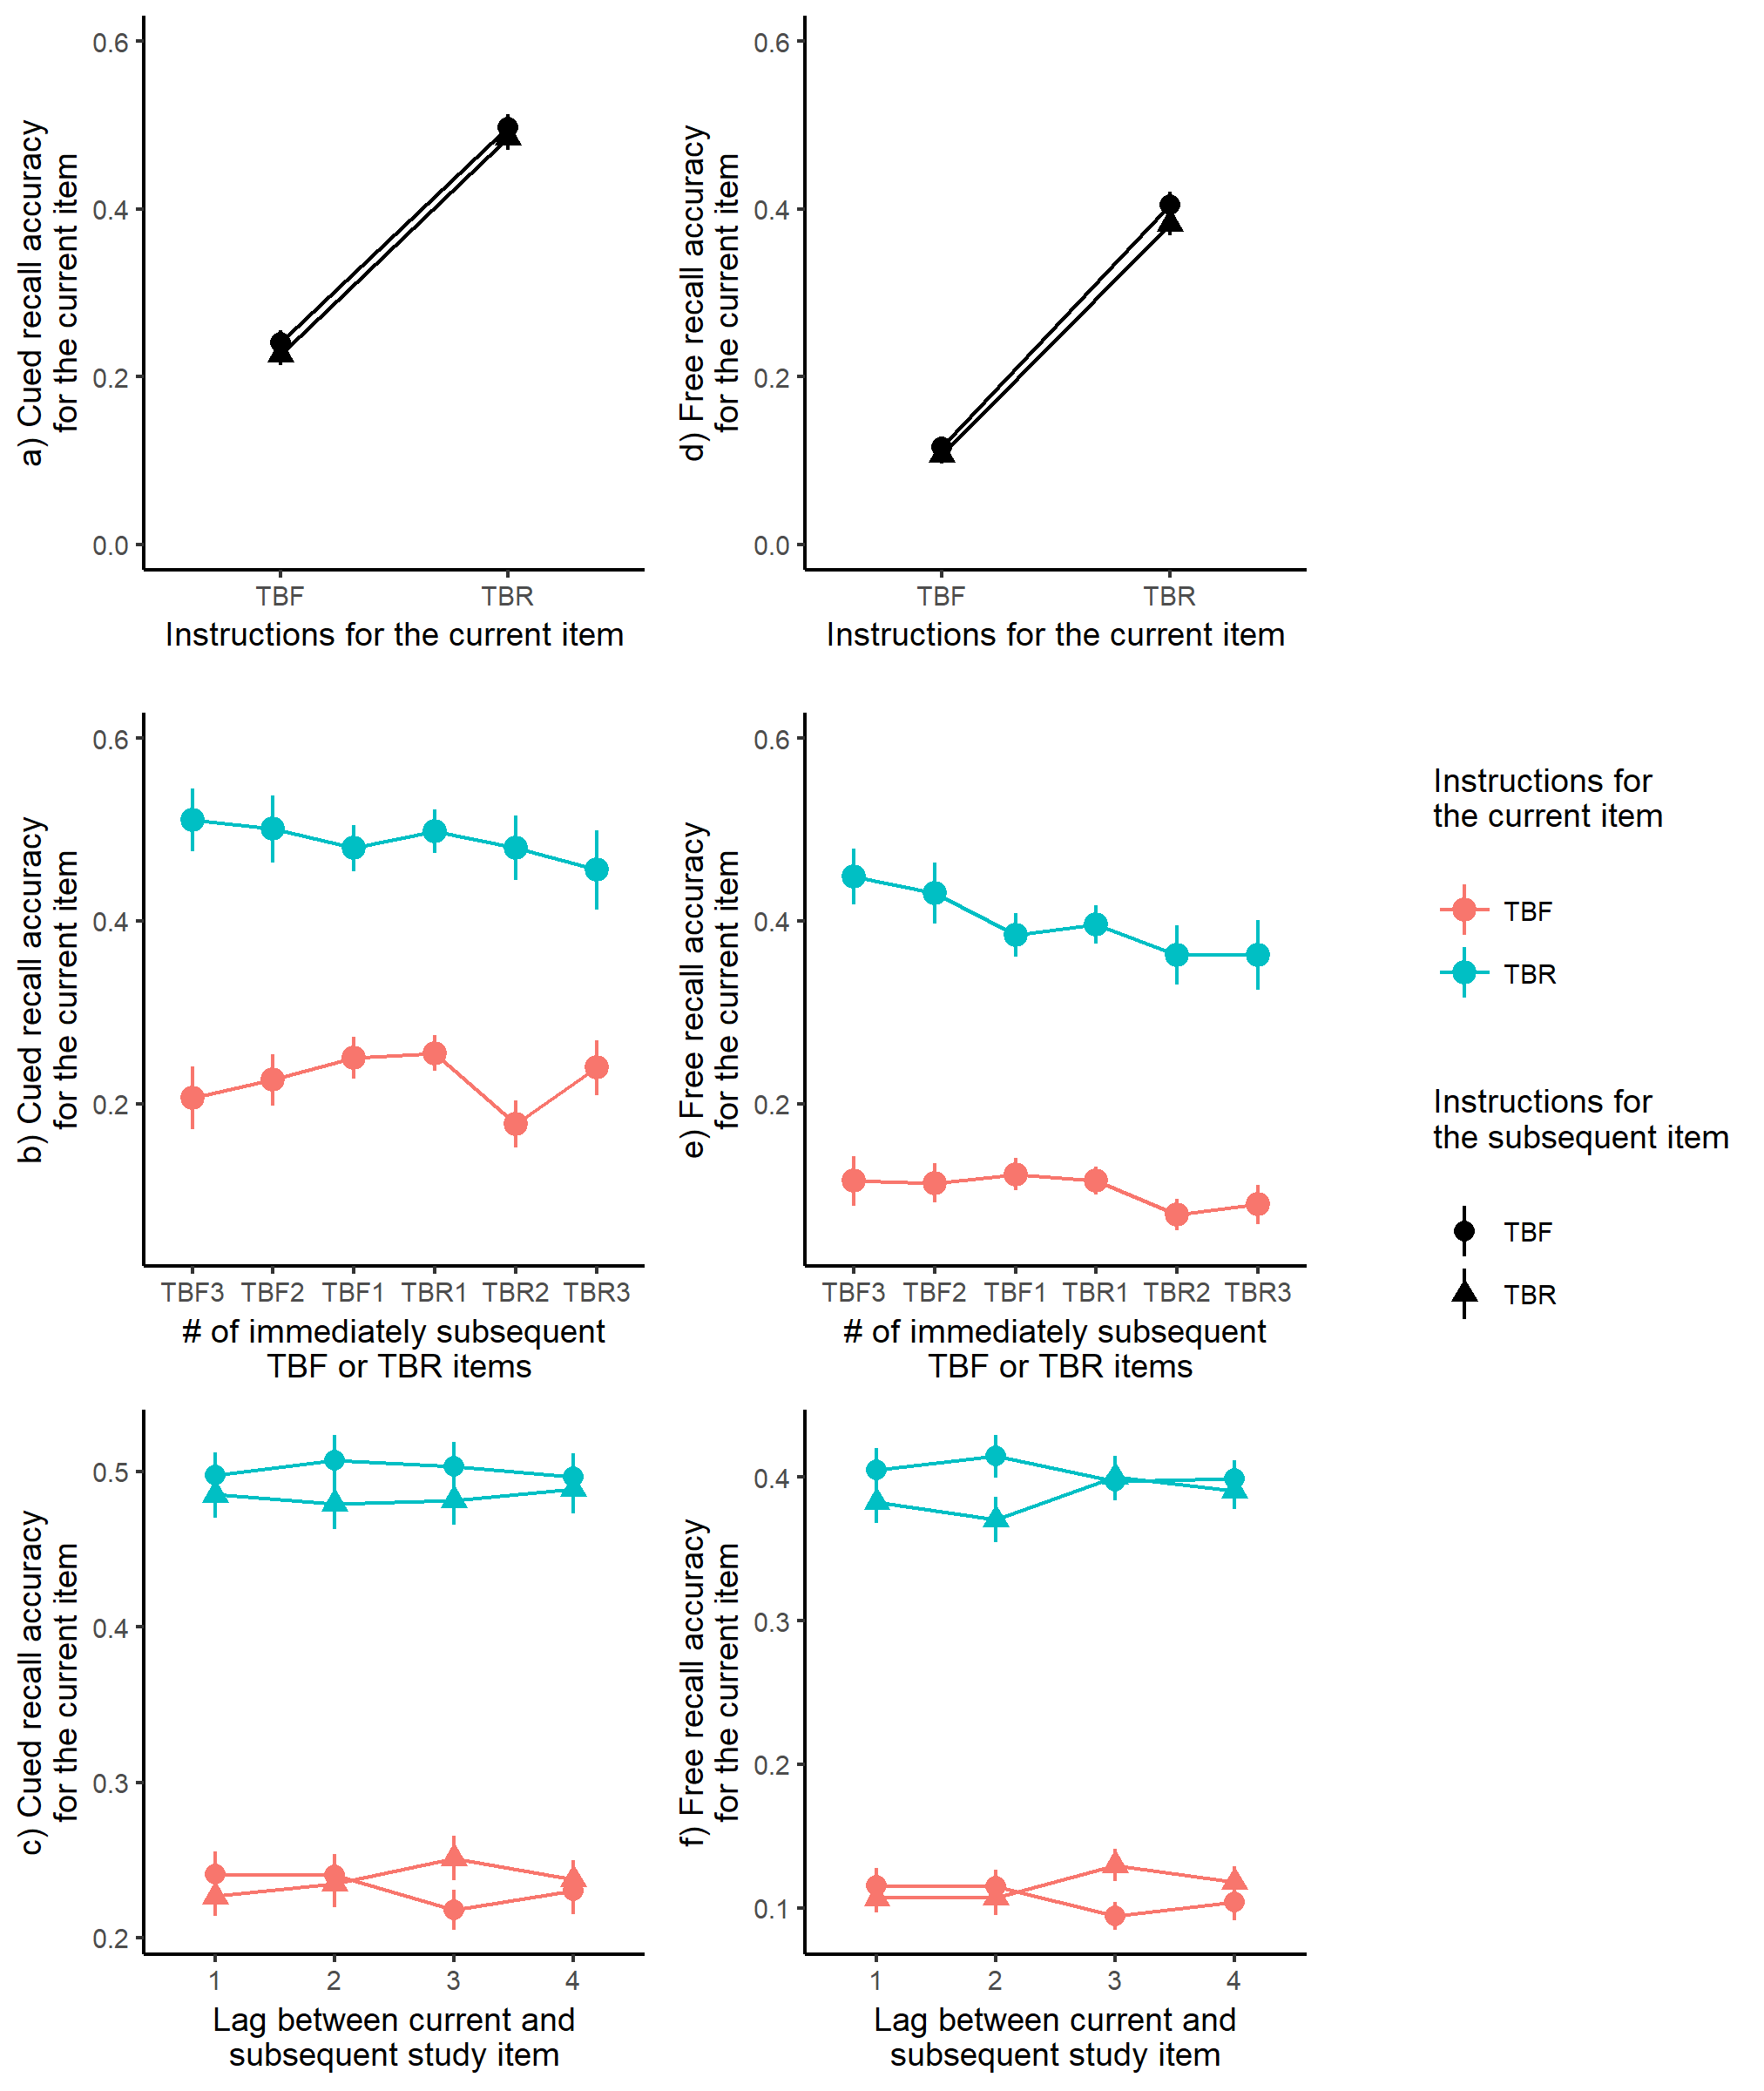 a) Cued recall accuracy
for the current item
0.6
0.4
0.2
0.0
TBF TBR
Instructions for the current item
d) Free recall accuracy
for the current item
0.6
0.4
0.2
0.0
TBF TBR
Instructions for the current item
b) Cued recall accuracy
for the current item
0.6
0.4
0.2
TBF3 TBF2 TBF1 TBR1 TBR2 TBR3
# of immediately subsequent
TBF or TBR items
e) Free recall accuracy
for the current item
0.6
0.4
0.2
TBF3 TBF2 TBF1 TBR1 TBR2 TBR3
# of immediately subsequent
TBF or TBR items
Instructions for
the current item
TBF
TBR
Instructions for
the subsequent item
TBF
TBR
c) Cued recall accuracy
for the current item
0.5
0.4
0.3
0.2
1 2 3 4
Lag between current and
subsequent study item
f) Free recall accuracy
for the current item
0.4
0.3
0.2
0.1
1 2 3 4
Lag between current and
subsequent study item